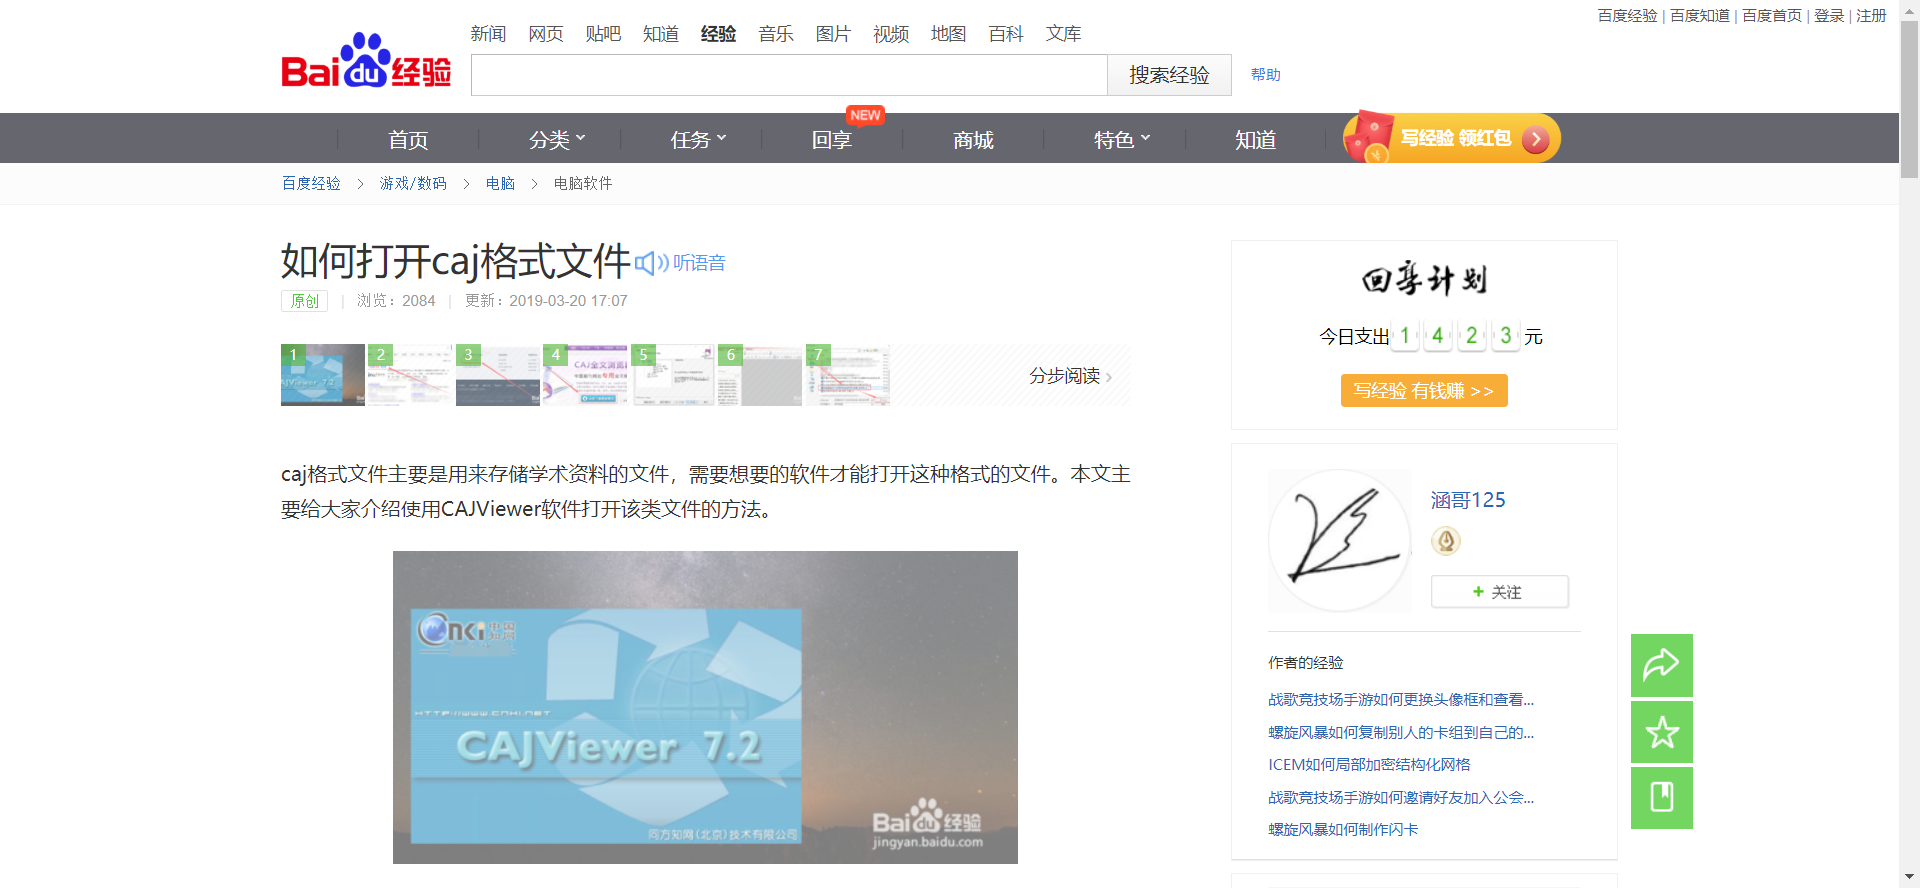 百度经验 | 百度知道 | 百度首页 | 登录 | 注册
新闻 网页 贴吧 知道 经验 音乐 图片 视频 地图 百科 文库
Baidu经验
搜索经验 帮助
首页 分类 任务 回享 NEW 商城 特色 知道 写经验 领红包
百度经验 > 游戏/数码 > 电脑 > 电脑软件
如何打开caj格式文件 听语音
原创 | 浏览：2084 | 更新：2019-03-20 17:07
1 2 3 4 5 6 7
分步阅读 >
caj格式文件主要是用来存储学术资料的文件，需要想要的软件才能打开这种格式的文件。本文主
要给大家介绍使用CAJViewer软件打开该类文件的方法。
cnki 中国知网
HTTP://WWW.CNKI.NET
CAJViewer 7.2
同方知网(北京)技术有限公司
Baidu经验
jingyan.baidu.com
回享计划
今日支出 1 4 2 3 元
写经验 有钱赚 >>
涵哥125
+ 关注
作者的经验
战歌竞技场手游如何更换头像框和查看...
螺旋风暴如何复制别人的卡组到自己的...
ICEM如何局部加密结构化网格
战歌竞技场手游如何邀请好友加入公会...
螺旋风暴如何制作闪卡